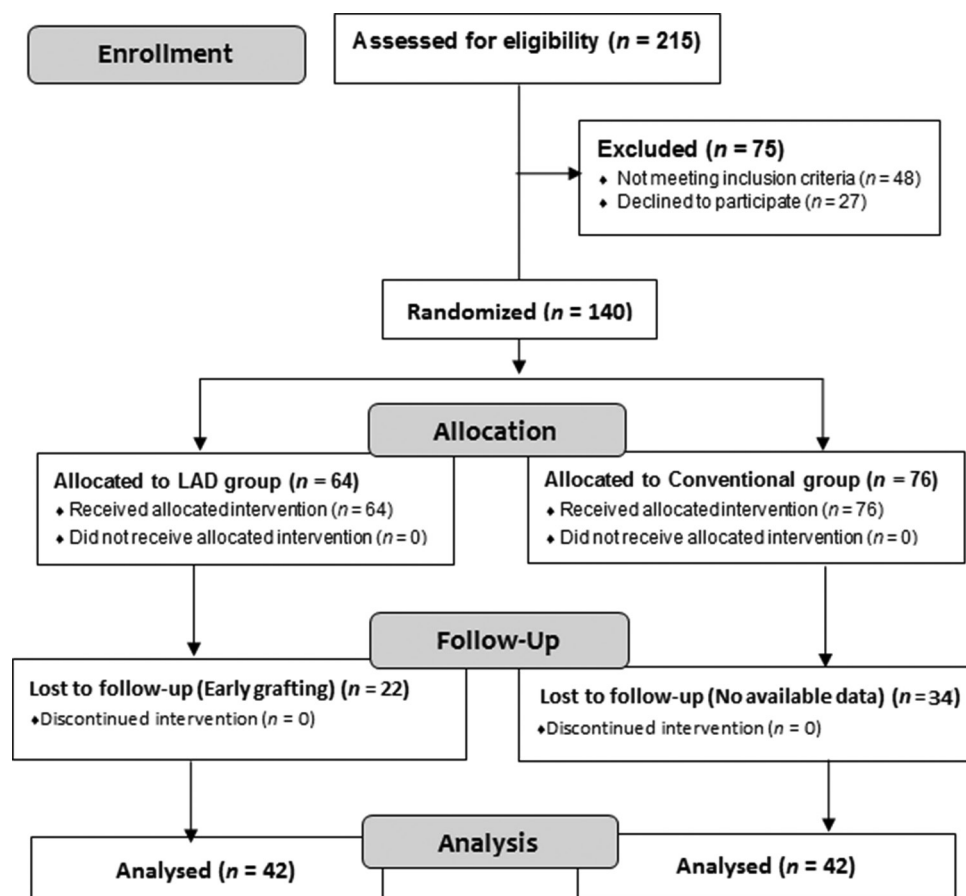 Enrollment
Assessed for eligibility (n = 215)
Excluded (n = 75)
♦ Not meeting inclusion criteria (n = 48)
♦ Declined to participate (n = 27)
Randomized (n = 140)
Allocation
Allocated to LAD group (n = 64)
♦ Received allocated intervention (n = 64)
♦ Did not receive allocated intervention (n = 0)
Allocated to Conventional group (n = 76)
♦ Received allocated intervention (n = 76)
♦ Did not receive allocated intervention (n = 0)
Follow-Up
Lost to follow-up (Early grafting) (n = 22)
♦Discontinued intervention (n = 0)
Lost to follow-up (No available data) (n = 34)
♦Discontinued intervention (n = 0)
Analysis
Analysed (n = 42)
Analysed (n = 42)